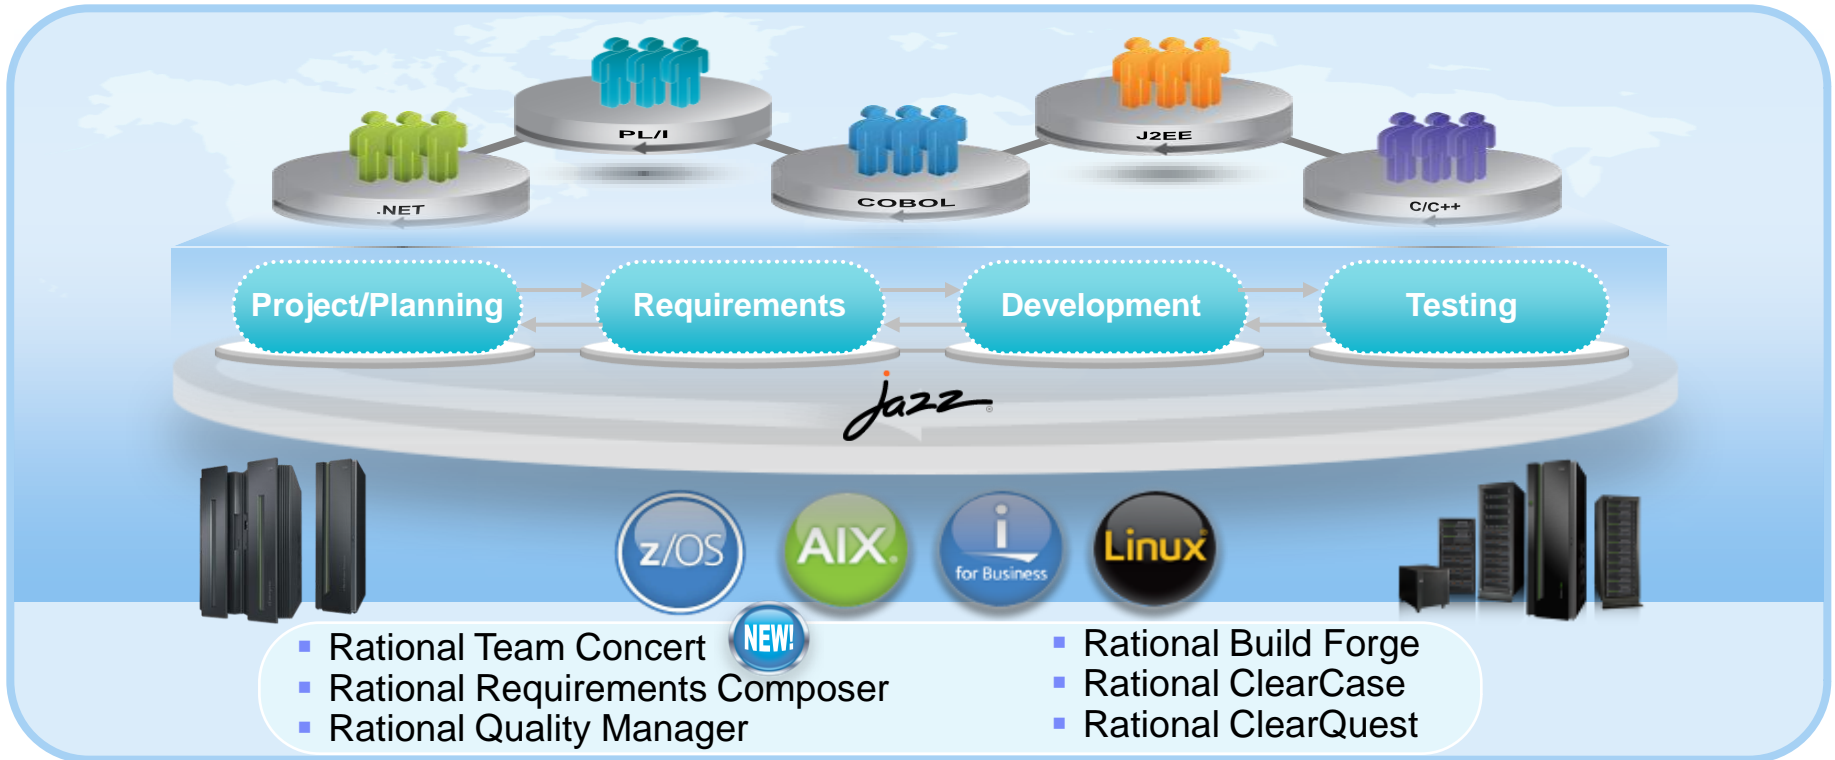 PL/I
J2EE
.NET
COBOL
C/C++
Project/Planning
Requirements
Development
Testing
jazz
z/OS
AIX
i
for Business
Linux
NEW!
Rational Team Concert
Rational Requirements Composer
Rational Quality Manager
Rational Build Forge
Rational ClearCase
Rational ClearQuest